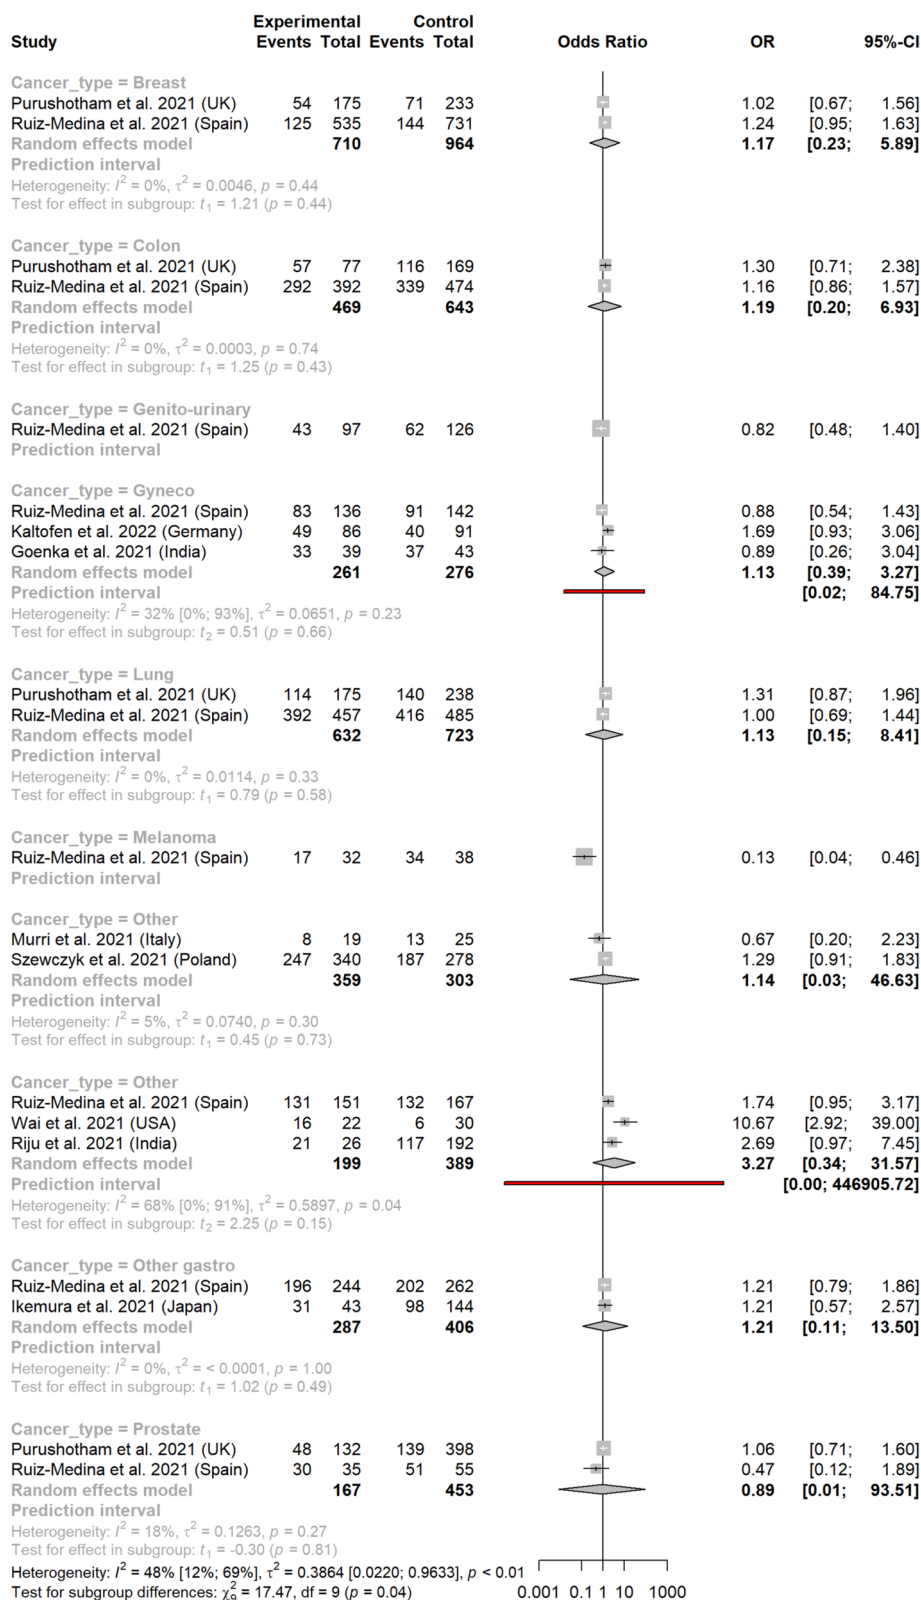 Experimental Control
Study Events Total Events Total Odds Ratio OR 95%-CI
Cancer_type = Breast
Purushotham et al. 2021 (UK) 54 175 71 233 1.02 [0.67; 1.56]
Ruiz-Medina et al. 2021 (Spain) 125 535 144 731 1.24 [0.95; 1.63]
Random effects model 710 964 1.17 [0.23; 5.89]
Prediction interval
Heterogeneity: I² = 0%, τ² = 0.0046, p = 0.44
Test for effect in subgroup: t₁ = 1.21 (p = 0.44)
Cancer_type = Colon
Purushotham et al. 2021 (UK) 57 77 116 169 1.30 [0.71; 2.38]
Ruiz-Medina et al. 2021 (Spain) 292 392 339 474 1.16 [0.86; 1.57]
Random effects model 469 643 1.19 [0.20; 6.93]
Prediction interval
Heterogeneity: I² = 0%, τ² = 0.0003, p = 0.74
Test for effect in subgroup: t₁ = 1.25 (p = 0.43)
Cancer_type = Genito-urinary
Ruiz-Medina et al. 2021 (Spain) 43 97 62 126 0.82 [0.48; 1.40]
Prediction interval
Cancer_type = Gyneco
Ruiz-Medina et al. 2021 (Spain) 83 136 91 142 0.88 [0.54; 1.43]
Kaltofen et al. 2022 (Germany) 49 86 40 91 1.69 [0.93; 3.06]
Goenka et al. 2021 (India) 33 39 37 43 0.89 [0.26; 3.04]
Random effects model 261 276 1.13 [0.39; 3.27]
Prediction interval [0.02; 84.75]
Heterogeneity: I² = 32% [0%; 93%], τ² = 0.0651, p = 0.23
Test for effect in subgroup: t₂ = 0.51 (p = 0.66)
Cancer_type = Lung
Purushotham et al. 2021 (UK) 114 175 140 238 1.31 [0.87; 1.96]
Ruiz-Medina et al. 2021 (Spain) 392 457 416 485 1.00 [0.69; 1.44]
Random effects model 632 723 1.13 [0.15; 8.41]
Prediction interval
Heterogeneity: I² = 0%, τ² = 0.0114, p = 0.33
Test for effect in subgroup: t₁ = 0.79 (p = 0.58)
Cancer_type = Melanoma
Ruiz-Medina et al. 2021 (Spain) 17 32 34 38 0.13 [0.04; 0.46]
Prediction interval
Cancer_type = Other
Murri et al. 2021 (Italy) 8 19 13 25 0.67 [0.20; 2.23]
Szewczyk et al. 2021 (Poland) 247 340 187 278 1.29 [0.91; 1.83]
Random effects model 359 303 1.14 [0.03; 46.63]
Prediction interval
Heterogeneity: I² = 5%, τ² = 0.0740, p = 0.30
Test for effect in subgroup: t₁ = 0.45 (p = 0.73)
Cancer_type = Other
Ruiz-Medina et al. 2021 (Spain) 131 151 132 167 1.74 [0.95; 3.17]
Wai et al. 2021 (USA) 16 22 6 30 10.67 [2.92; 39.00]
Riju et al. 2021 (India) 21 26 117 192 2.69 [0.97; 7.45]
Random effects model 199 389 3.27 [0.34; 31.57]
Prediction interval [0.00; 446905.72]
Heterogeneity: I² = 68% [0%; 91%], τ² = 0.5897, p = 0.04
Test for effect in subgroup: t₂ = 2.25 (p = 0.15)
Cancer_type = Other gastro
Ruiz-Medina et al. 2021 (Spain) 196 244 202 262 1.21 [0.79; 1.86]
Ikemura et al. 2021 (Japan) 31 43 98 144 1.21 [0.57; 2.57]
Random effects model 287 406 1.21 [0.11; 13.50]
Prediction interval
Heterogeneity: I² = 0%, τ² = < 0.0001, p = 1.00
Test for effect in subgroup: t₁ = 1.02 (p = 0.49)
Cancer_type = Prostate
Purushotham et al. 2021 (UK) 48 132 139 398 1.06 [0.71; 1.60]
Ruiz-Medina et al. 2021 (Spain) 30 35 51 55 0.47 [0.12; 1.89]
Random effects model 167 453 0.89 [0.01; 93.51]
Prediction interval
Heterogeneity: I² = 18%, τ² = 0.1263, p = 0.27
Test for effect in subgroup: t₁ = -0.30 (p = 0.81)
Heterogeneity: I² = 48% [12%; 69%], τ² = 0.3864 [0.0220; 0.9633], p < 0.01
Test for subgroup differences: χ²₉ = 17.47, df = 9 (p = 0.04) 0.001 0.1 10 1000